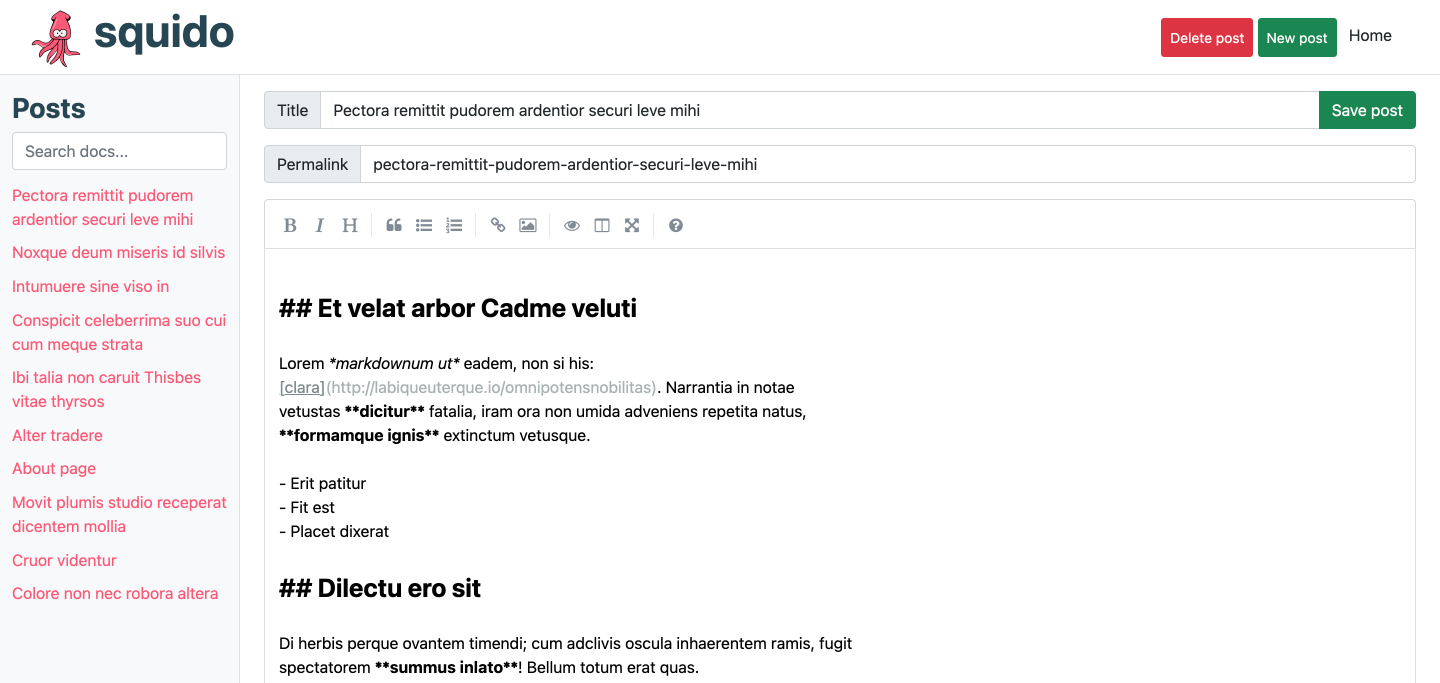 squido
Delete post
New post
Home
Posts
Search docs...
Pectora remittit pudorem
ardentior securi leve mihi
Noxque deum miseris id silvis
Intumuere sine viso in
Conspicit celeberrima suo cui
cum meque strata
Ibi talia non caruit Thisbes
vitae thyrsos
Alter tradere
About page
Movit plumis studio receperat
dicentem mollia
Cruor videntur
Colore non nec robora altera
Title
Pectora remittit pudorem ardentior securi leve mihi
Save post
Permalink
pectora-remittit-pudorem-ardentior-securi-leve-mihi
B I H
## Et velat arbor Cadme veluti
Lorem *markdownum ut* eadem, non si his:
[clara](http://labiqueuterque.io/omnipotensnobilitas). Narrantia in notae
vetustas **dicitur** fatalia, iram ora non umida adveniens repetita natus,
**formamque ignis** extinctum vetusque.
- Erit patitur
- Fit est
- Placet dixerat
## Dilectu ero sit
Di herbis perque ovantem timendi; cum adclivis oscula inhaerentem ramis, fugit
spectatorem **summus inlato**! Bellum totum erat quas.